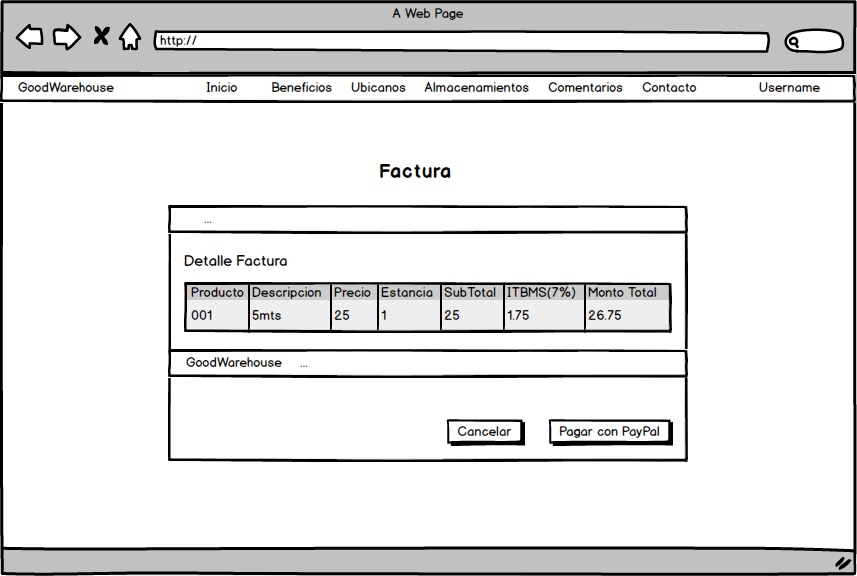 A Web Page
http://
GoodWarehouse Inicio Beneficios Ubicanos Almacenamientos Comentarios Contacto Username
Factura
...
Detalle Factura
Producto Descripcion Precio Estancia SubTotal ITBMS(7%) Monto Total
001 5mts 25 1 25 1.75 26.75
GoodWarehouse ...
Cancelar Pagar con PayPal